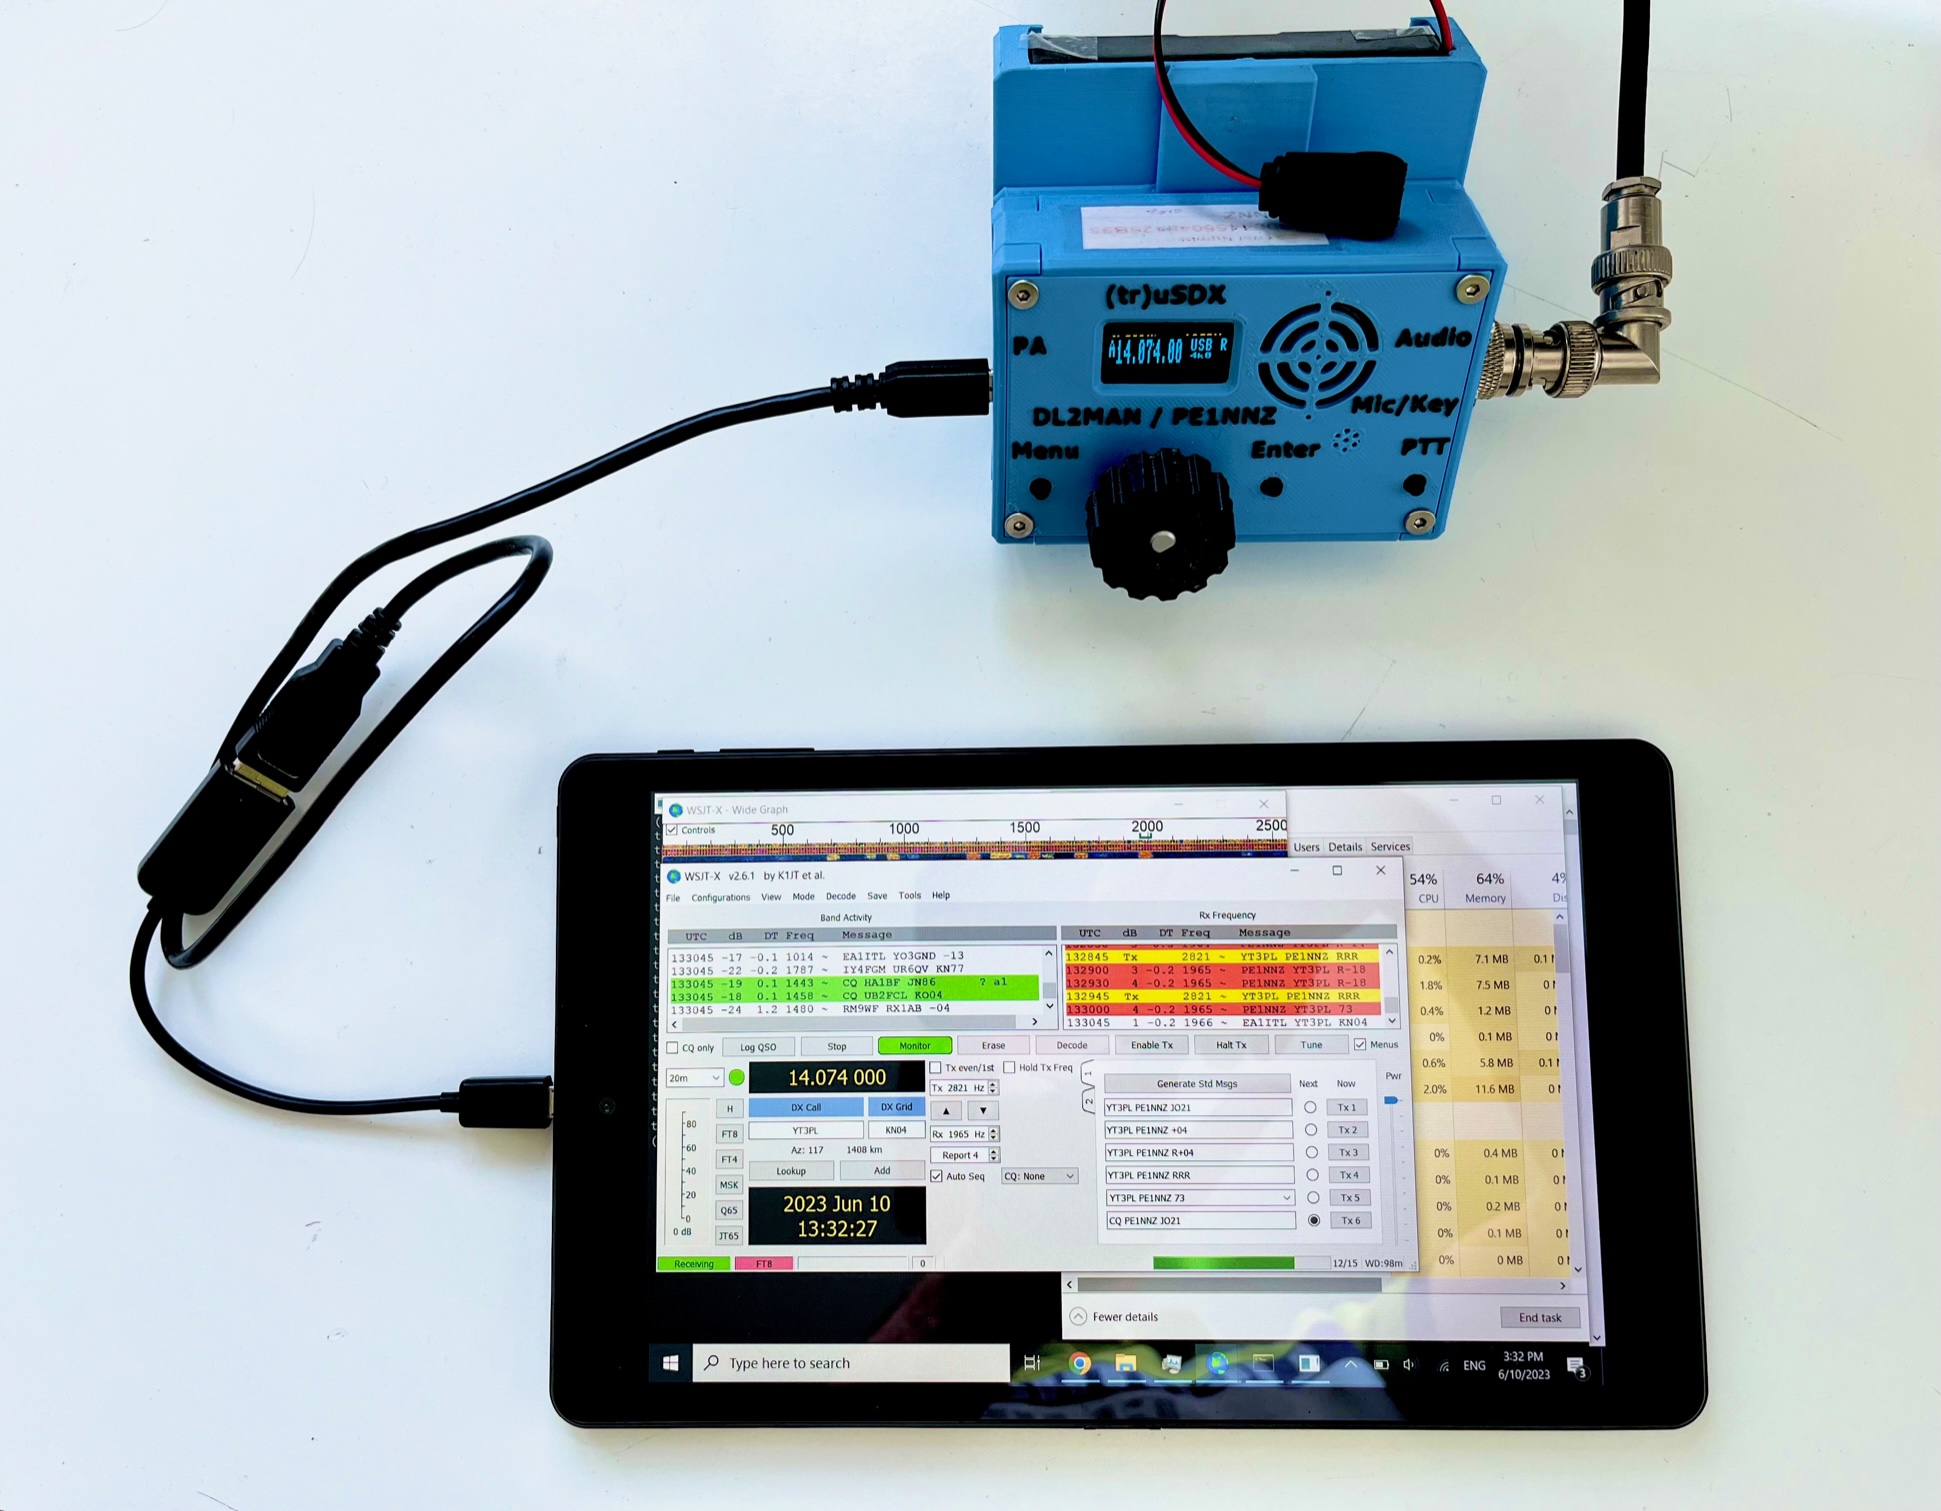 (tr)uSDX
PA
Audio
A14.074.00 USB R
4k0
Mic/Key
DL2MAN / PE1NNZ
Menu
Enter
PTT
WSJT-X - Wide Graph
Controls
500 1000 1500 2000 2500
Users Details Services
WSJT-X v2.6.1 by K1JT et al.
54% 64% 4%
CPU Memory
File Configurations View Mode Decode Save Tools Help
Band Activity
UTC dB DT Freq Message
133045 -17 -0.1 1014 ~ EA1ITL YO3GND -13
133045 -22 -0.2 1787 ~ IY4FGM UR6QV KN77
133045 -19 0.1 1443 ~ CQ HA1BF JN86 ? a1
133045 -18 0.1 1458 ~ CQ UB2FCL KO04
133045 -24 1.2 1480 ~ RM9WF RX1AB -04
Rx Frequency
UTC dB DT Freq Message
132845 Tx 2821 ~ YT3PL PE1NNZ RRR
132900 3 -0.2 1965 ~ PE1NNZ YT3PL R-18
132930 4 -0.2 1965 ~ PE1NNZ YT3PL R-18
132945 Tx 2821 ~ YT3PL PE1NNZ RRR
133000 4 -0.2 1965 ~ PE1NNZ YT3PL 73
133045 1 -0.2 1966 ~ EA1ITL YT3PL KN04
0.2% 7.1 MB
1.8% 7.5 MB
0.4% 1.2 MB
0% 0.1 MB
0.6% 5.8 MB
2.0% 11.6 MB
0% 0.4 MB
0% 0.1 MB
0% 0.2 MB
0% 0.1 MB
0% 0 MB
CQ only Log QSO Stop Monitor Erase Decode Enable Tx Halt Tx Tune Menus
20m
14.074 000
Tx even/1st Hold Tx Freq
Tx 2821 Hz
DX Call DX Grid
YT3PL KN04
Rx 1965 Hz
Az: 117 1408 km
Report 4
Lookup Add
Auto Seq CQ: None
2023 Jun 10
13:32:27
H
FT8
FT4
MSK
Q65
JT65
80
60
40
20
0
0 dB
1
2
Generate Std Msgs Next Now
Pwr
YT3PL PE1NNZ JO21 Tx 1
YT3PL PE1NNZ +04 Tx 2
YT3PL PE1NNZ R+04 Tx 3
YT3PL PE1NNZ RRR Tx 4
YT3PL PE1NNZ 73 Tx 5
CQ PE1NNZ JO21 Tx 6
Receiving FT8 0 12/15 WD:98m
Fewer details End task
Type here to search
ENG
3:32 PM
6/10/2023
3